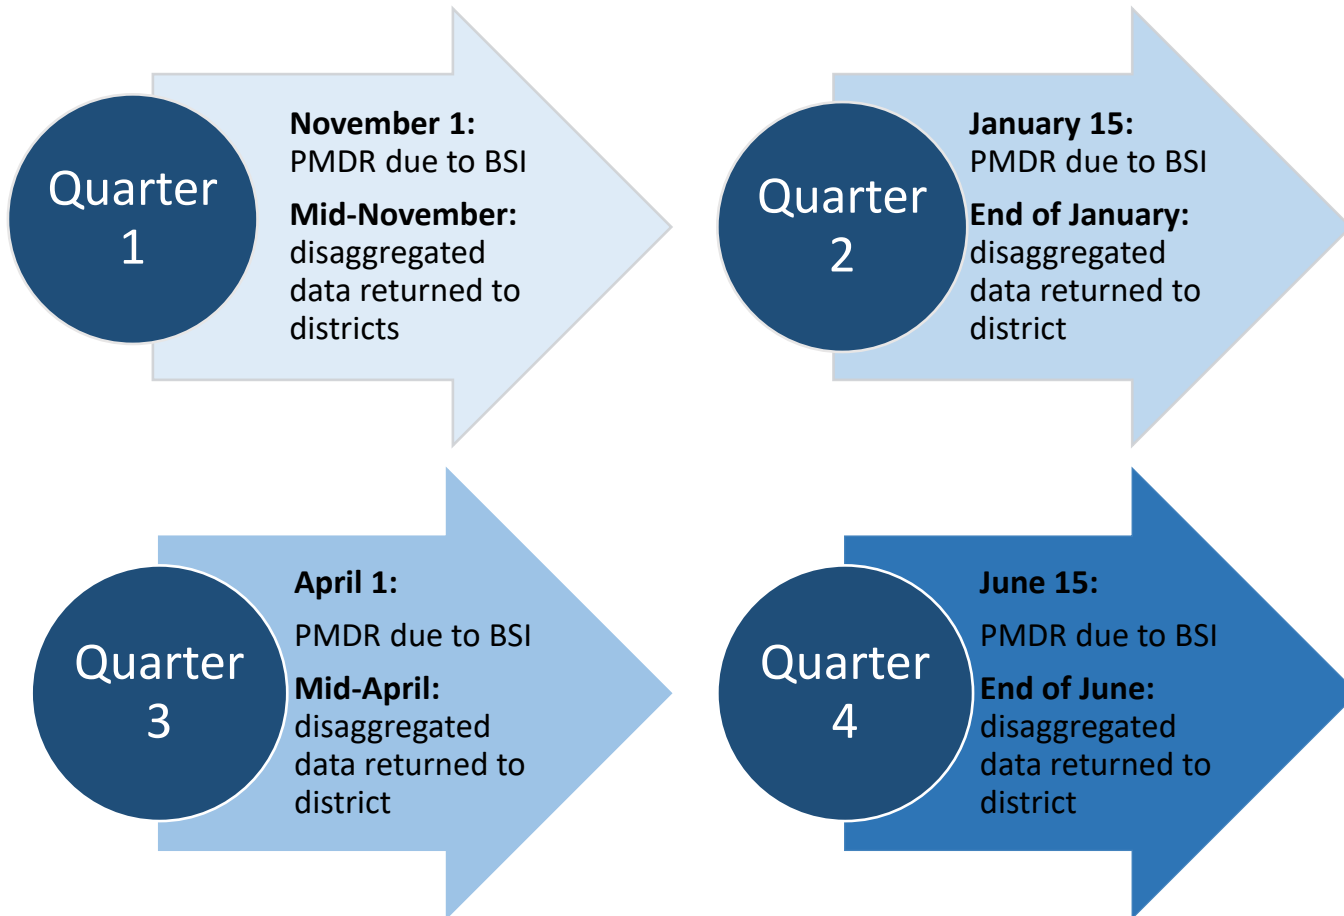 Quarter
1
November 1:
PMDR due to BSI
Mid-November:
disaggregated
data returned to
districts
Quarter
2
January 15:
PMDR due to BSI
End of January:
disaggregated
data returned to
district
Quarter
3
April 1:
PMDR due to BSI
Mid-April:
disaggregated
data returned to
district
Quarter
4
June 15:
PMDR due to BSI
End of June:
disaggregated
data returned to
district